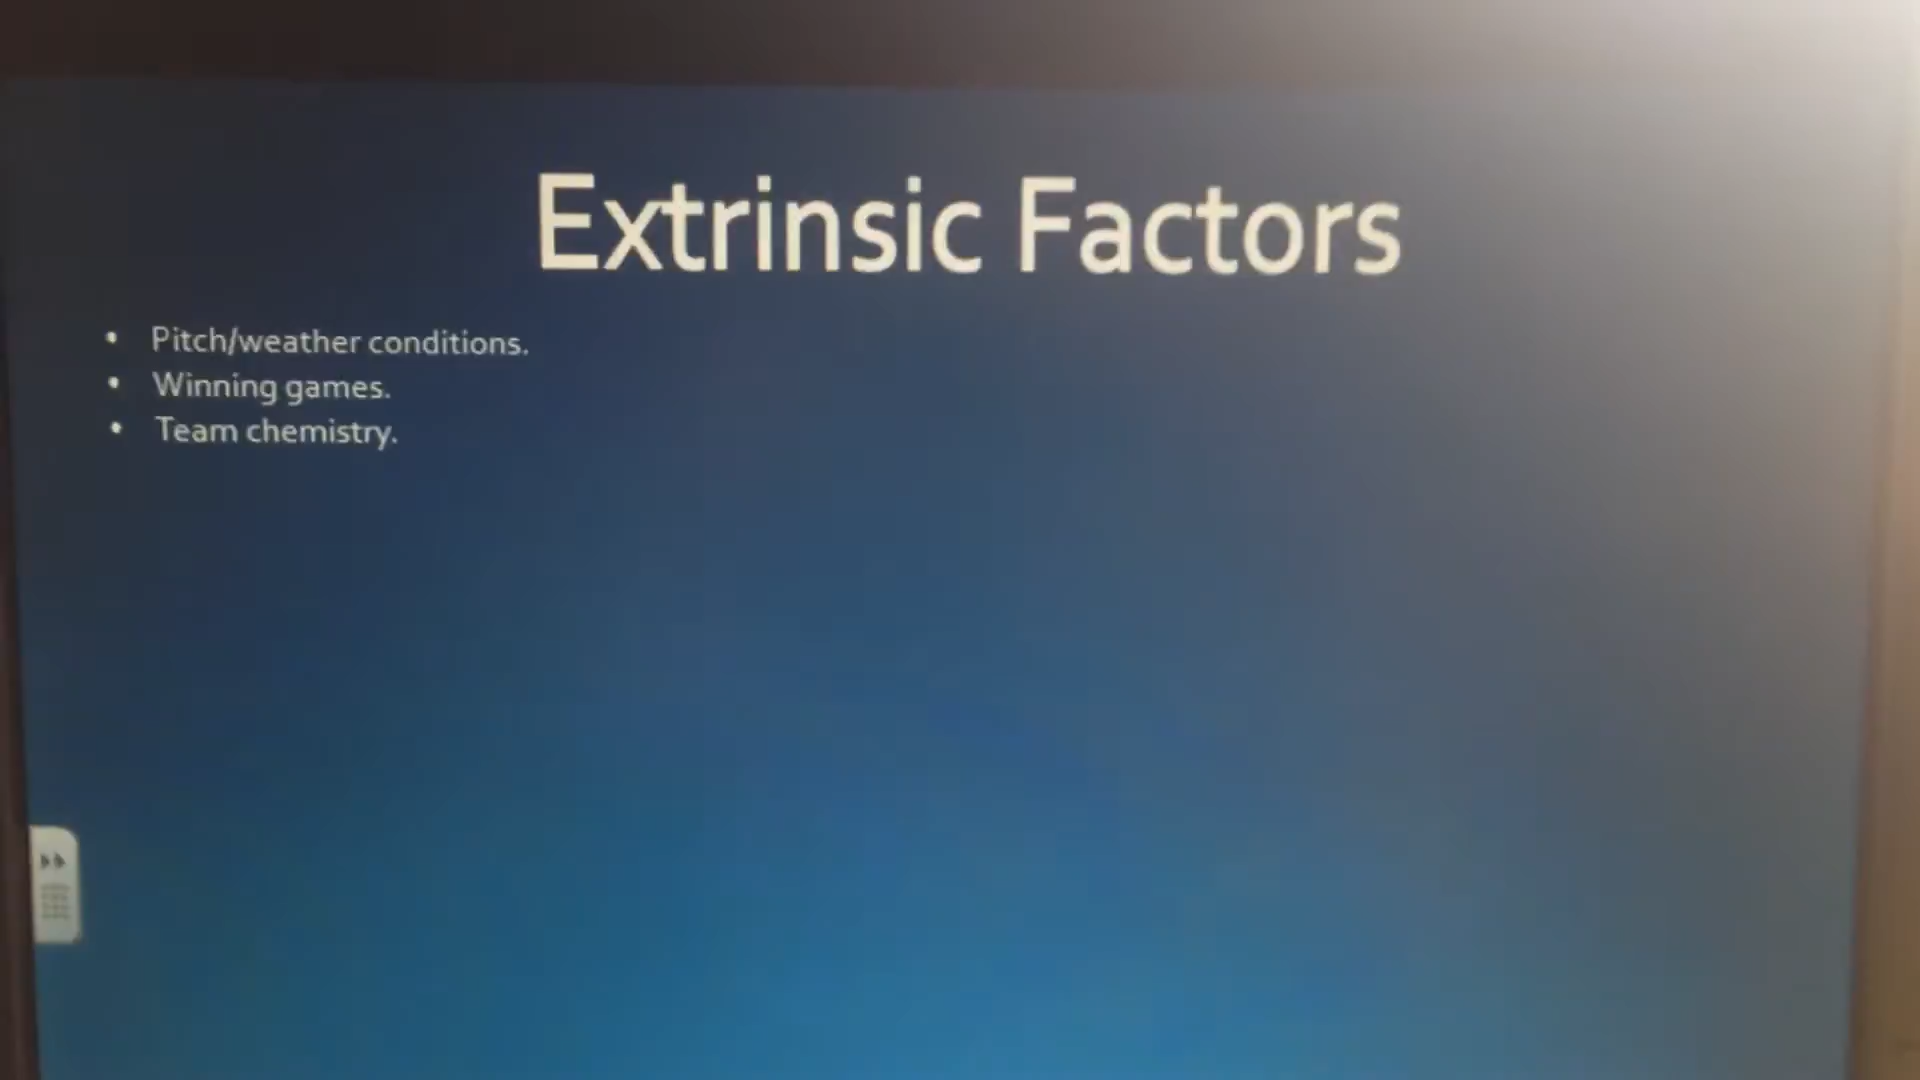 Extrinsic Factors
• Pitch/weather conditions.
• Winning games.
• Team chemistry.